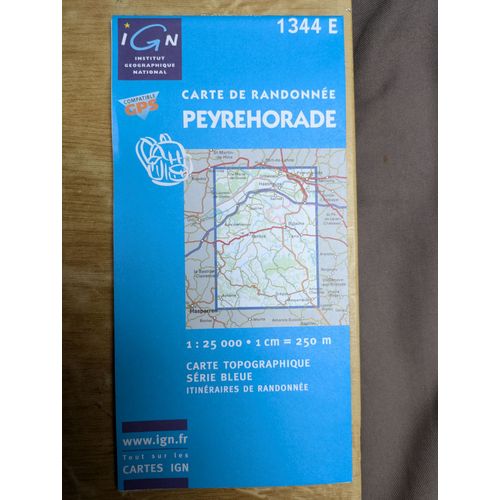 IGN
INSTITUT
GEOGRAPHIQUE
NATIONAL
1344 E
COMPATIBLE
GPS
CARTE DE RANDONNÉE
PEYREHORADE
Hasparren
1 : 25 000 • 1 cm = 250 m
CARTE TOPOGRAPHIQUE
SÉRIE BLEUE
ITINÉRAIRES DE RANDONNÉE
www.ign.fr
Tout sur les
CARTES IGN